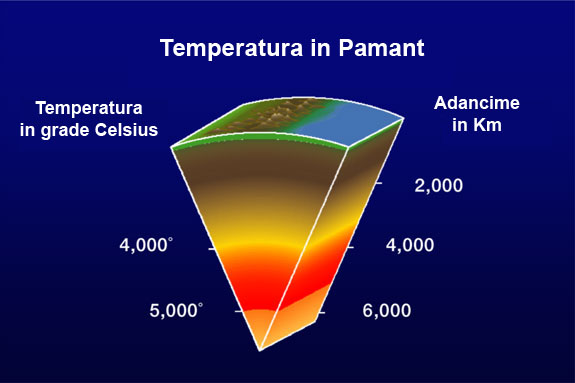 Temperatura in Pamant
Temperatura
in grade Celsius
Adancime
in Km
2,000
4,000°
4,000
5,000°
6,000